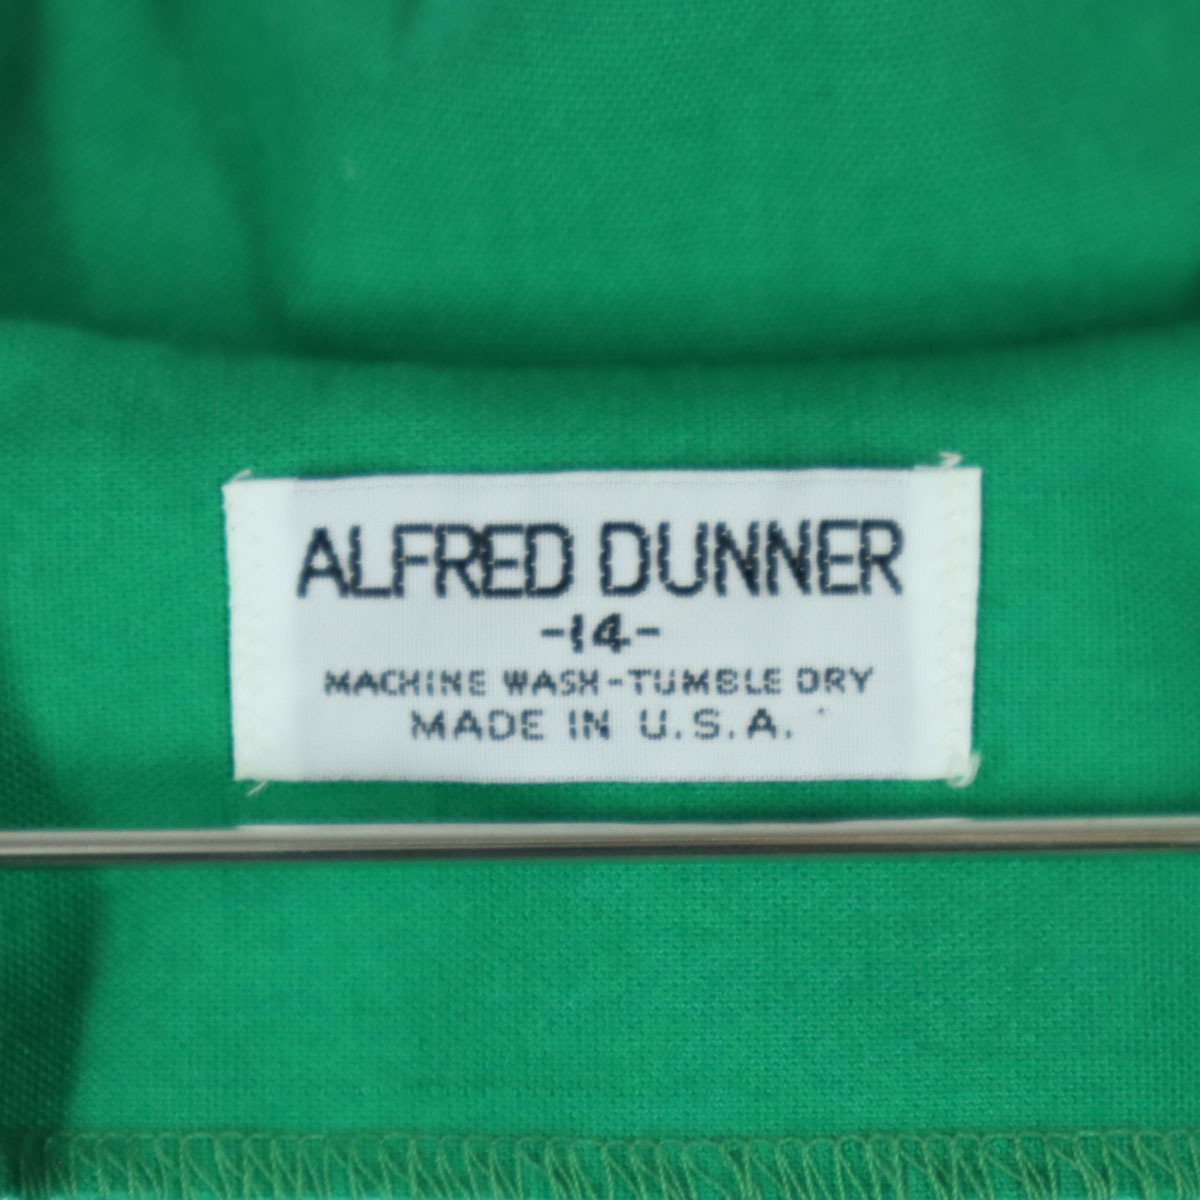 ALFRED DUNNER
-14-
MACHINE WASH-TUMBLE DRY
MADE IN U.S.A.